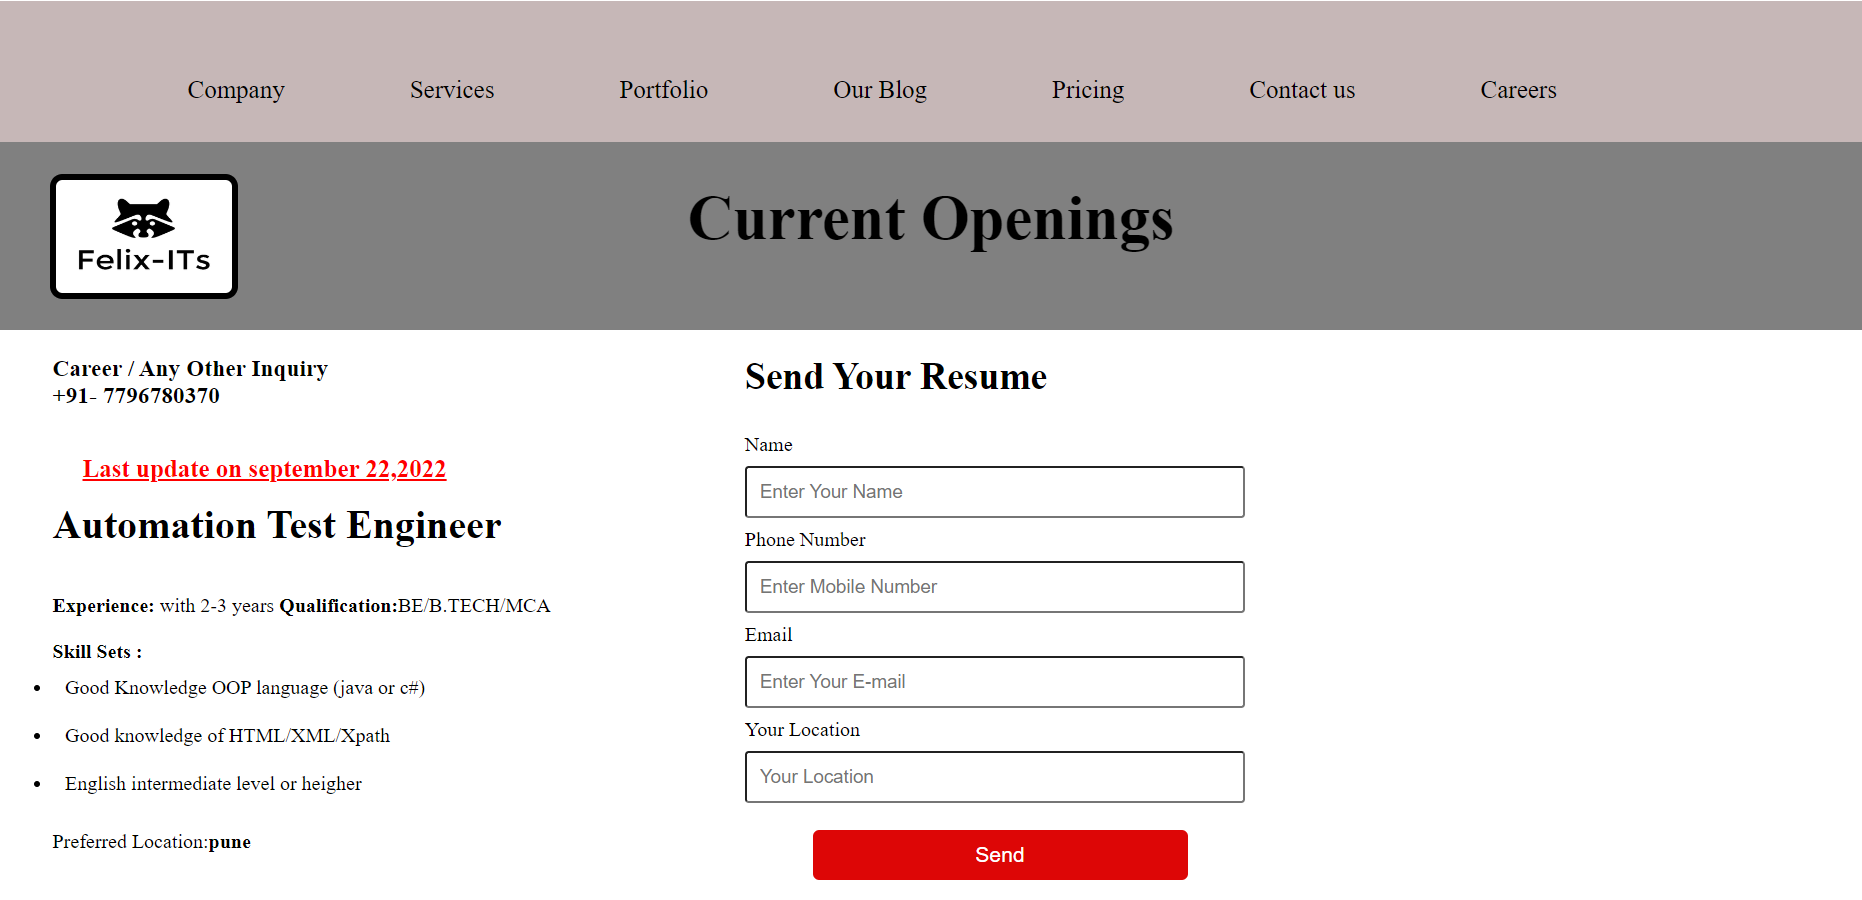 Company Services Portfolio Our Blog Pricing Contact us Careers
Felix-ITs
Current Openings
Career / Any Other Inquiry
+91- 7796780370
Last update on september 22,2022
Automation Test Engineer
Experience: with 2-3 years Qualification:BE/B.TECH/MCA
Skill Sets :
Good Knowledge OOP language (java or c#)
Good knowledge of HTML/XML/Xpath
English intermediate level or heigher
Preferred Location:pune
Send Your Resume
Name
Enter Your Name
Phone Number
Enter Mobile Number
Email
Enter Your E-mail
Your Location
Your Location
Send